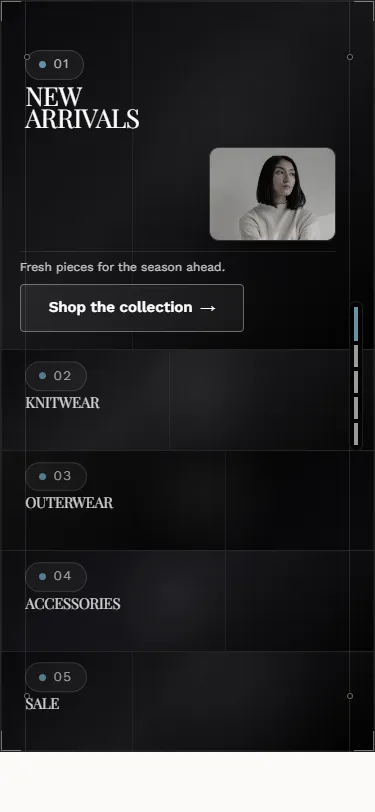 01
NEW
ARRIVALS
Fresh pieces for the season ahead.
Shop the collection →
02
KNITWEAR
03
OUTERWEAR
04
ACCESSORIES
05
SALE